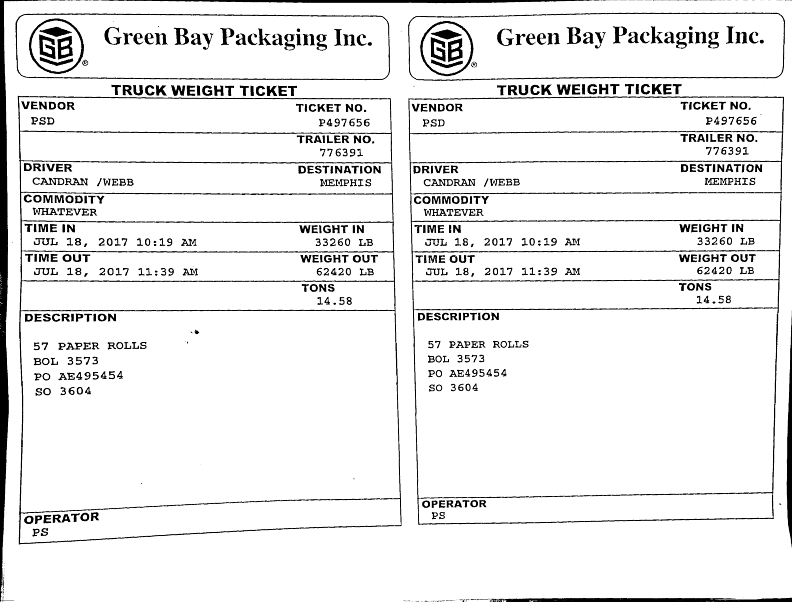 GB
®
Green Bay Packaging Inc.
TRUCK WEIGHT TICKET
VENDOR TICKET NO.
PSD P497656
TRAILER NO.
776391
DRIVER DESTINATION
CANDRAN /WEBB MEMPHIS
COMMODITY
WHATEVER
TIME IN WEIGHT IN
JUL 18, 2017 10:19 AM 33260 LB
TIME OUT WEIGHT OUT
JUL 18, 2017 11:39 AM 62420 LB
TONS
14.58
DESCRIPTION
57 PAPER ROLLS
BOL 3573
PO AE495454
SO 3604
OPERATOR
PS
GB
®
Green Bay Packaging Inc.
TRUCK WEIGHT TICKET
VENDOR TICKET NO.
PSD P497656
TRAILER NO.
776391
DRIVER DESTINATION
CANDRAN /WEBB MEMPHIS
COMMODITY
WHATEVER
TIME IN WEIGHT IN
JUL 18, 2017 10:19 AM 33260 LB
TIME OUT WEIGHT OUT
JUL 18, 2017 11:39 AM 62420 LB
TONS
14.58
DESCRIPTION
57 PAPER ROLLS
BOL 3573
PO AE495454
SO 3604
OPERATOR
PS